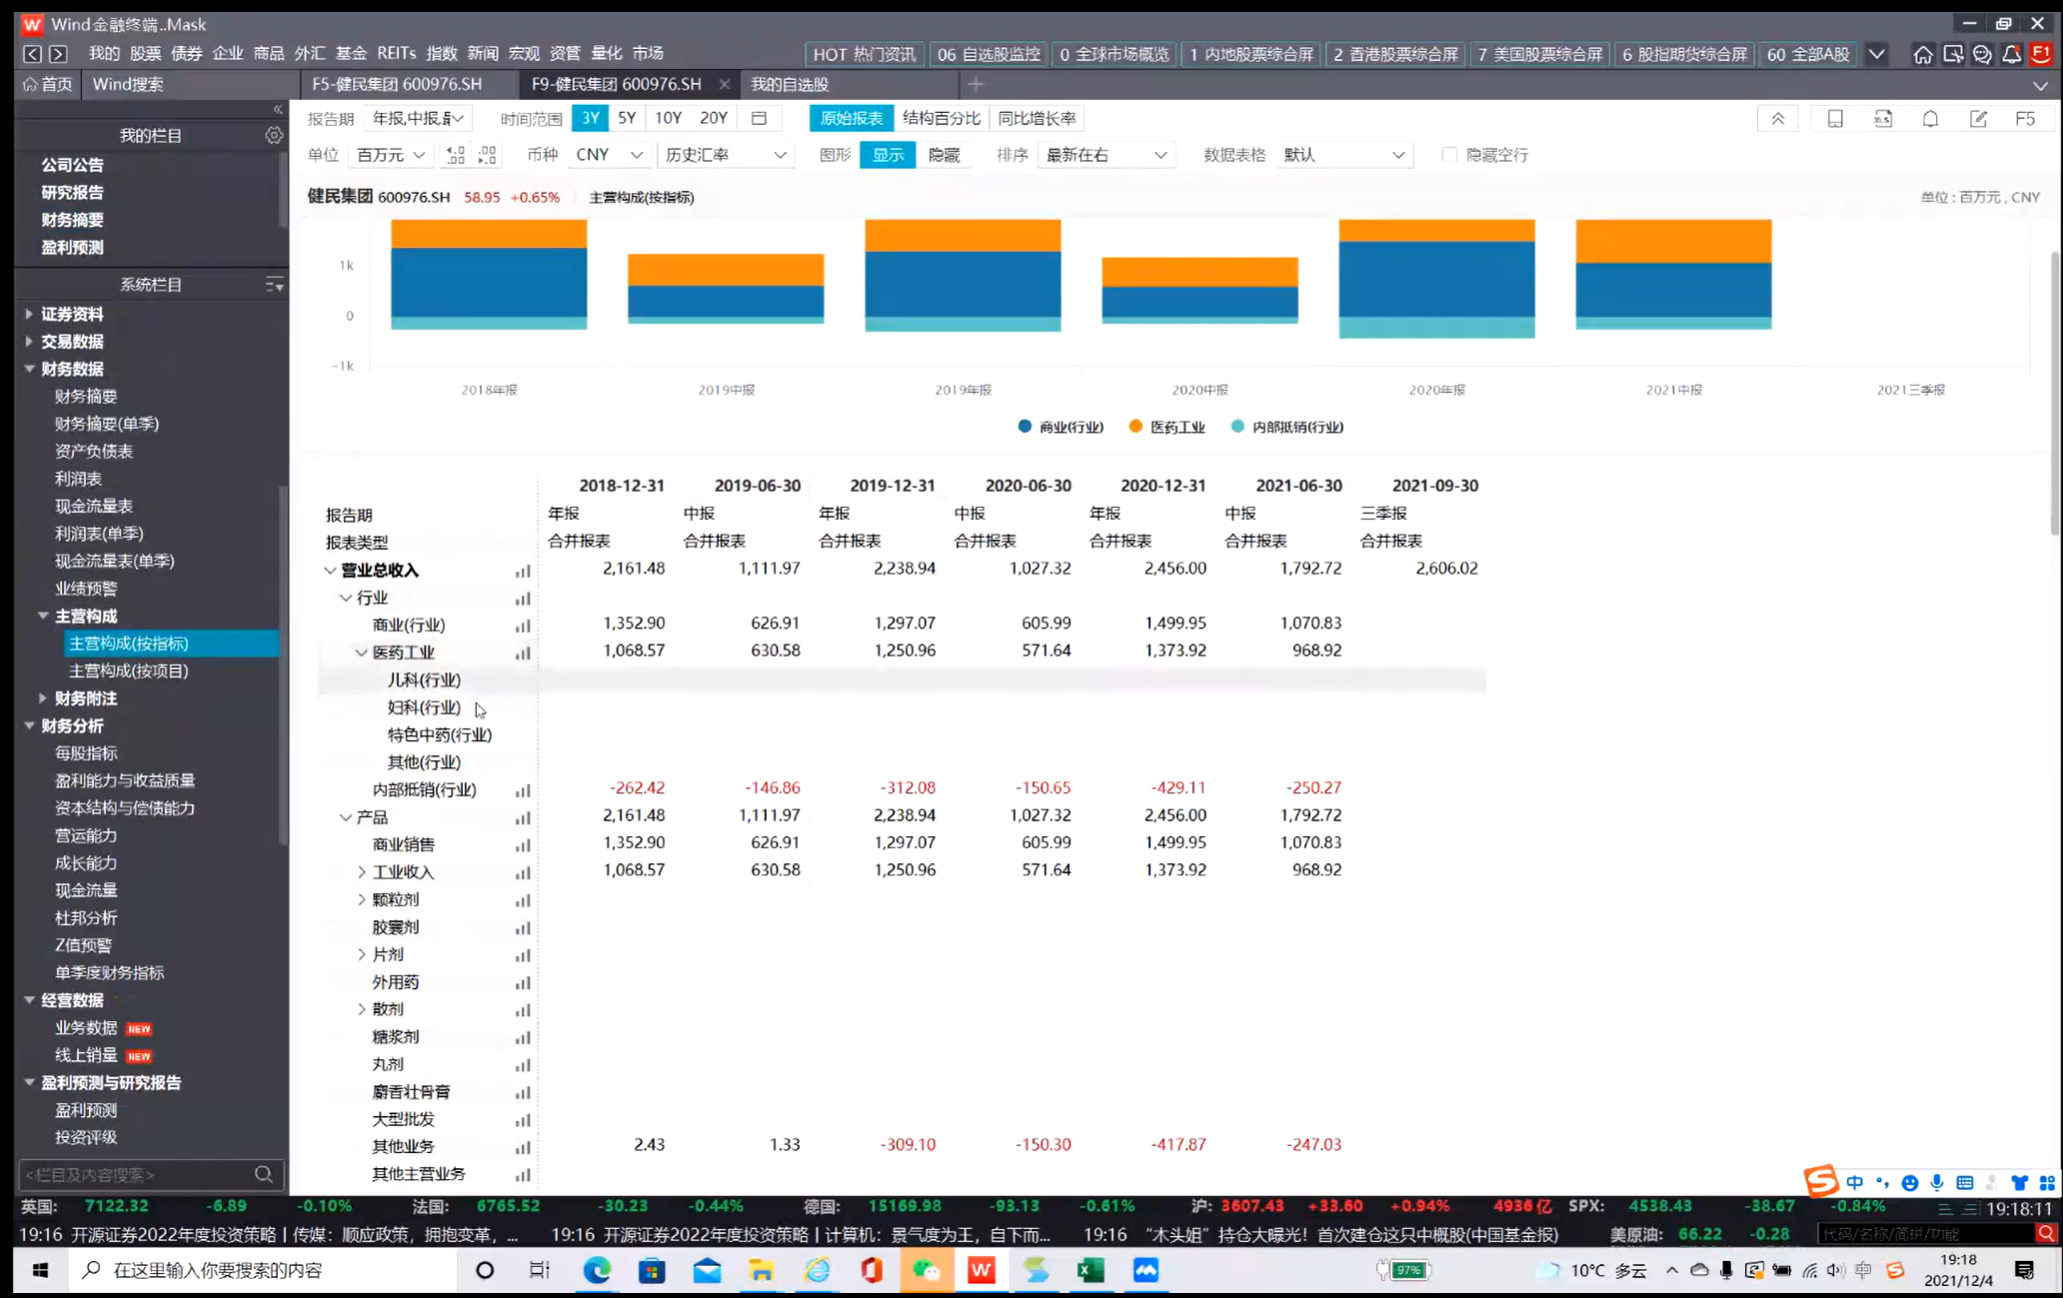 Wind金融终端..Mask
我的 股票 债券 企业 商品 外汇 基金 REITs 指数 新闻 宏观 资管 量化 市场
HOT 热门资讯 06 自选股监控 0 全球市场概览 1 内地股票综合屏 2 香港股票综合屏 7 美国股票综合屏 6 股指期货综合屏 60 全部A股 F1
首页 Wind搜索 F5-健民集团 600976.SH F9-健民集团 600976.SH 我的自选股
我的栏目
公司公告
研究报告
财务摘要
盈利预测
系统栏目
证券资料
交易数据
财务数据
财务摘要
财务摘要(单季)
资产负债表
利润表
现金流量表
利润表(单季)
现金流量表(单季)
业绩预警
主营构成
主营构成(按指标)
主营构成(按项目)
财务附注
财务分析
每股指标
盈利能力与收益质量
资本结构与偿债能力
营运能力
成长能力
现金流量
杜邦分析
Z值预警
单季度财务指标
经营数据
业务数据 NEW
线上销量 NEW
盈利预测与研究报告
盈利预测
投资评级
<栏目及内容搜索>
报告期 年报,中报, 时间范围 3Y 5Y 10Y 20Y 原始报表 结构百分比 同比增长率 XLS F5
单位 百万元 币种 CNY 历史汇率 图形 显示 隐藏 排序 最新在右 数据表格 默认 隐藏空行
健民集团 600976.SH 58.95 +0.65% 主营构成(按指标) 单位 : 百万元 , CNY
1k
0
-1k
2018年报 2019中报 2019年报 2020中报 2020年报 2021中报 2021三季报
商业(行业) 医药工业 内部抵销(行业)
2018-12-31 2019-06-30 2019-12-31 2020-06-30 2020-12-31 2021-06-30 2021-09-30
报告期 年报 中报 年报 中报 年报 中报 三季报
报表类型 合并报表 合并报表 合并报表 合并报表 合并报表 合并报表 合并报表
营业总收入 2,161.48 1,111.97 2,238.94 1,027.32 2,456.00 1,792.72 2,606.02
行业
商业(行业) 1,352.90 626.91 1,297.07 605.99 1,499.95 1,070.83
医药工业 1,068.57 630.58 1,250.96 571.64 1,373.92 968.92
儿科(行业)
妇科(行业)
特色中药(行业)
其他(行业)
内部抵销(行业) -262.42 -146.86 -312.08 -150.65 -429.11 -250.27
产品 2,161.48 1,111.97 2,238.94 1,027.32 2,456.00 1,792.72
商业销售 1,352.90 626.91 1,297.07 605.99 1,499.95 1,070.83
工业收入 1,068.57 630.58 1,250.96 571.64 1,373.92 968.92
颗粒剂
胶囊剂
片剂
外用药
散剂
糖浆剂
丸剂
麝香壮骨膏
大型批发
其他业务 2.43 1.33 -309.10 -150.30 -417.87 -247.03
其他主营业务
中
英国: 7122.32 -6.89 -0.10% 法国: 6765.52 -30.23 -0.44% 德国: 15169.98 -93.13 -0.61% 沪: 3607.43 +33.60 +0.94% 4936亿 SPX: 4538.43 -38.67 -0.84% 19:18:11
19:16 开源证券2022年度投资策略 | 传媒：顺应政策，拥抱变革，... 19:16 开源证券2022年度投资策略 | 计算机：景气度为王，自下而... 19:16 “木头姐”持仓大曝光！首次建仓这只中概股(中国基金报) 美原油: 66.22 -0.28 代码/名称/简拼/功能
在这里输入你要搜索的内容 97% 10°C 多云 中 19:18
2021/12/4